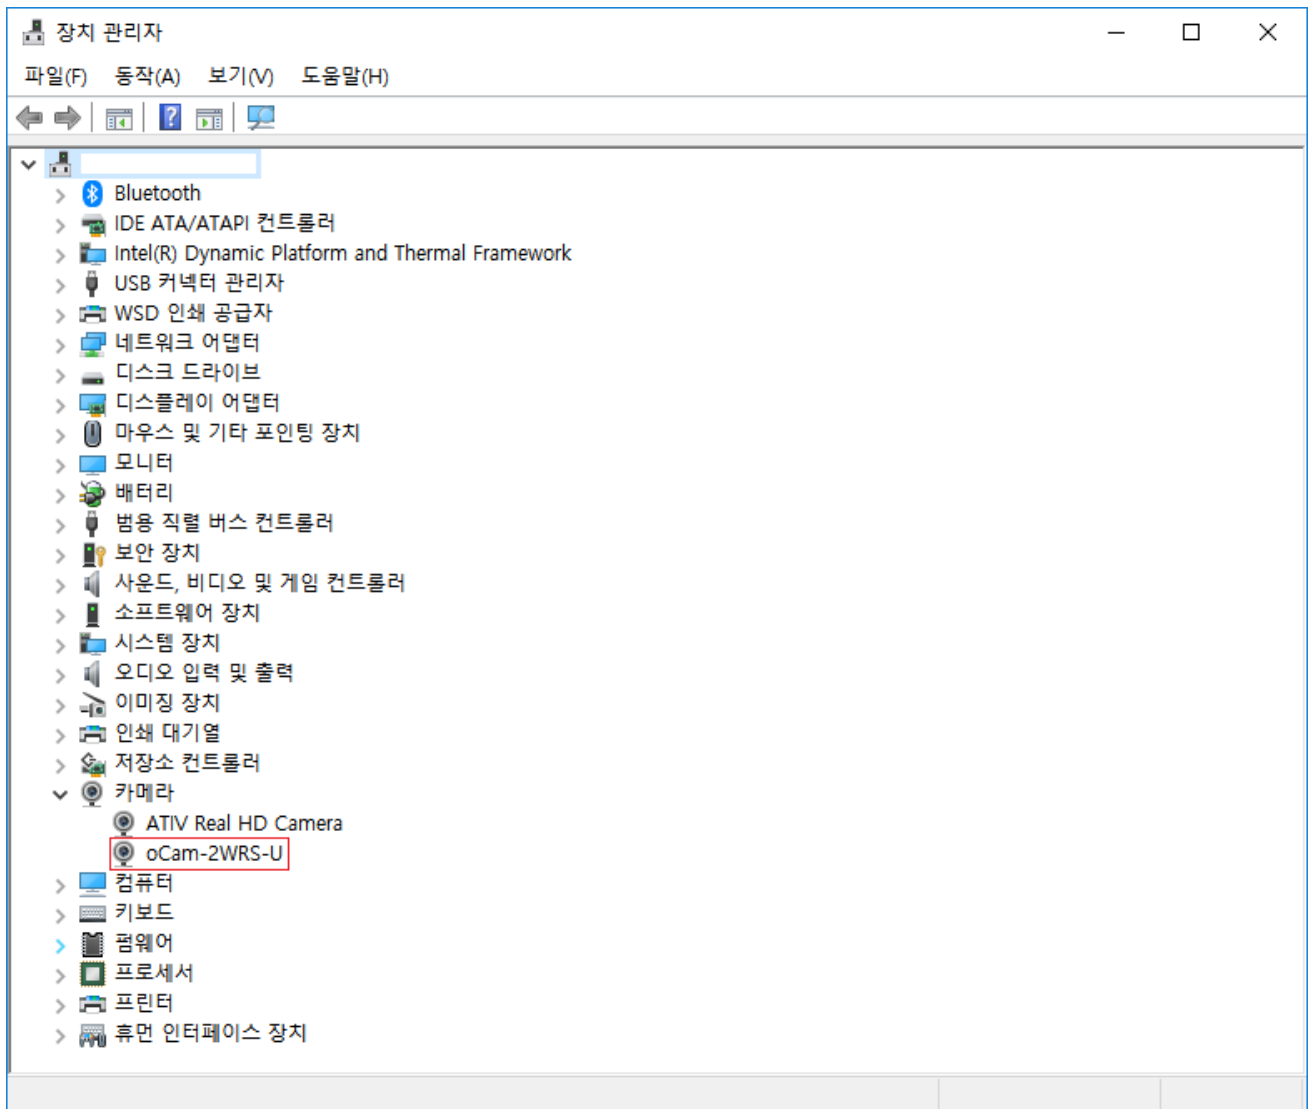 장치 관리자
파일(F) 동작(A) 보기(V) 도움말(H)
Bluetooth
IDE ATA/ATAPI 컨트롤러
Intel(R) Dynamic Platform and Thermal Framework
USB 커넥터 관리자
WSD 인쇄 공급자
네트워크 어댑터
디스크 드라이브
디스플레이 어댑터
마우스 및 기타 포인팅 장치
모니터
배터리
범용 직렬 버스 컨트롤러
보안 장치
사운드, 비디오 및 게임 컨트롤러
소프트웨어 장치
시스템 장치
오디오 입력 및 출력
이미징 장치
인쇄 대기열
저장소 컨트롤러
카메라
ATIV Real HD Camera
oCam-2WRS-U
컴퓨터
키보드
펌웨어
프로세서
프린터
휴먼 인터페이스 장치